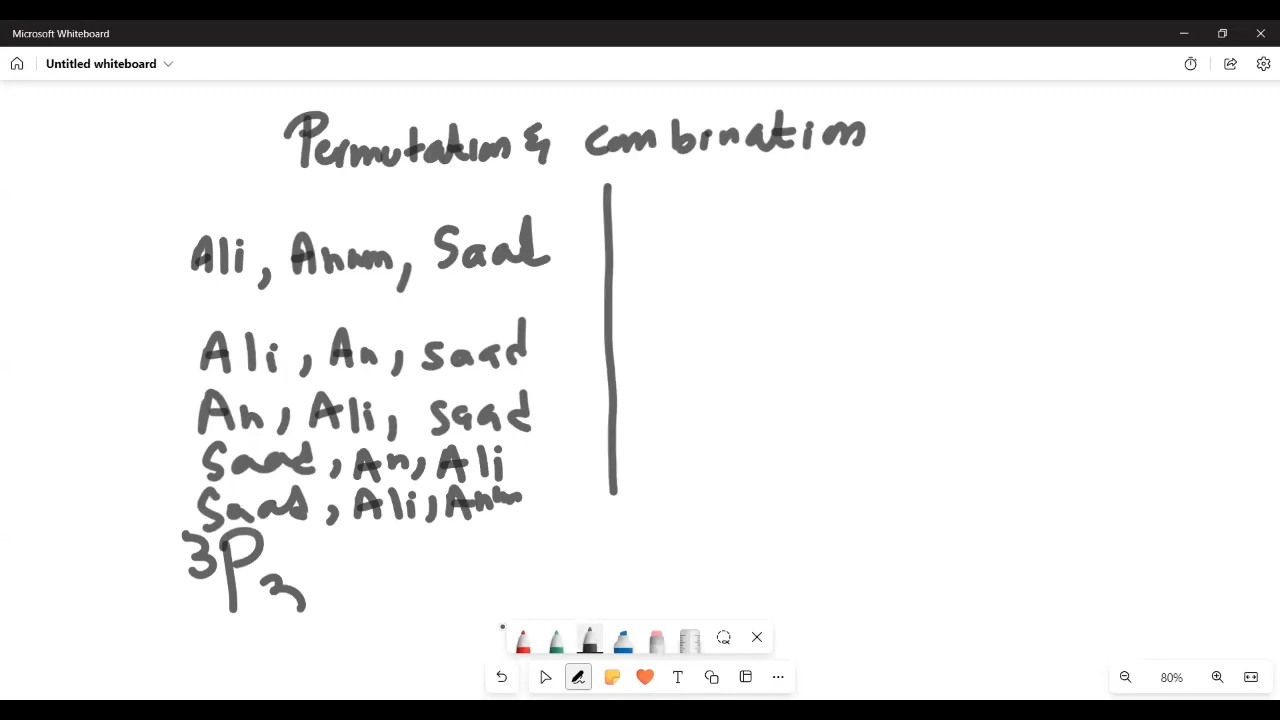 Microsoft Whiteboard
Untitled whiteboard
Permutation & combination
Ali, Anum, Saad
Ali, An, saad
An, Ali, saad
Saad, An, Ali
Saad, Ali, Anum
3P3
80%